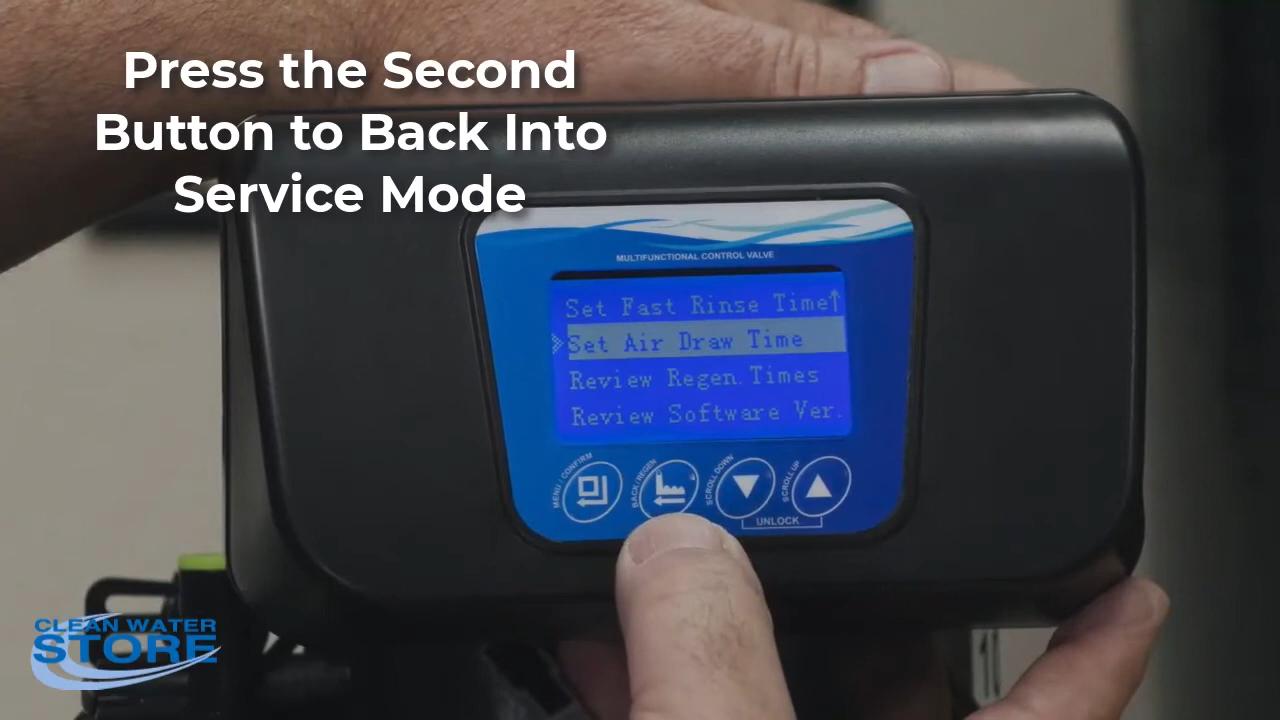 Press the Second
Button to Back Into
Service Mode
MULTIFUNCTIONAL CONTROL VALVE
Set Fast Rinse Time↑
Set Air Draw Time
Review Regen.Times
Review Software Ver.
MENU / CONFIRM
BACK / REGEN
SCROLL DOWN
SCROLL UP
UNLOCK
CLEAN WATER
STORE